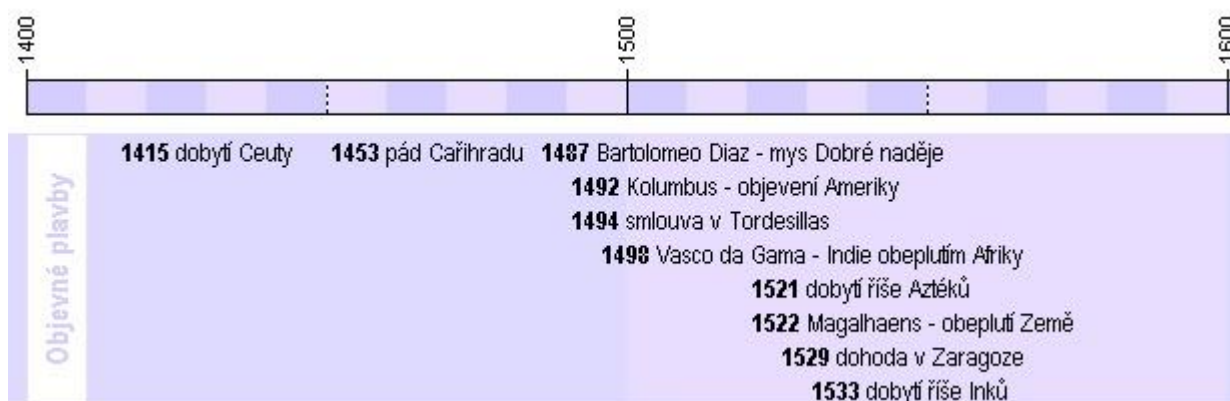 1400
1500
1600
1415 dobytí Ceuty
1453 pád Cařihradu
1487 Bartolomeo Diaz - mys Dobré naděje
1492 Kolumbus - objevení Ameriky
1494 smlouva v Tordesillas
1498 Vasco da Gama - Indie obeplutím Afriky
1521 dobytí říše Aztéků
1522 Magalhaens - obeplutí Země
1529 dohoda v Zaragoze
1533 dobytí říše Inků
Objevné plavby